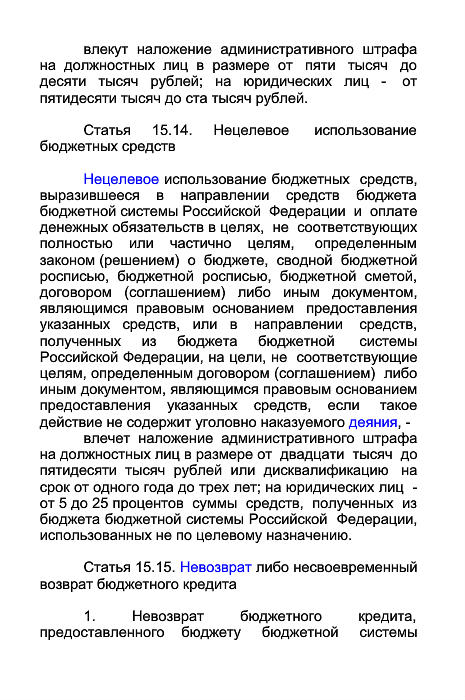 влекут наложение административного штрафа
на должностных лиц в размере от пяти тысяч до
десяти тысяч рублей; на юридических лиц - от
пятидесяти тысяч до ста тысяч рублей.
Статья 15.14. Нецелевое использование
бюджетных средств
Нецелевое использование бюджетных средств,
выразившееся в направлении средств бюджета
бюджетной системы Российской Федерации и оплате
денежных обязательств в целях, не соответствующих
полностью или частично целям, определенным
законом (решением) о бюджете, сводной бюджетной
росписью, бюджетной росписью, бюджетной сметой,
договором (соглашением) либо иным документом,
являющимся правовым основанием предоставления
указанных средств, или в направлении средств,
полученных из бюджета бюджетной системы
Российской Федерации, на цели, не соответствующие
целям, определенным договором (соглашением) либо
иным документом, являющимся правовым основанием
предоставления указанных средств, если такое
действие не содержит уголовно наказуемого деяния, -
влечет наложение административного штрафа
на должностных лиц в размере от двадцати тысяч до
пятидесяти тысяч рублей или дисквалификацию на
срок от одного года до трех лет; на юридических лиц -
от 5 до 25 процентов суммы средств, полученных из
бюджета бюджетной системы Российской Федерации,
использованных не по целевому назначению.
Статья 15.15. Невозврат либо несвоевременный
возврат бюджетного кредита
1. Невозврат бюджетного кредита,
предоставленного бюджету бюджетной системы